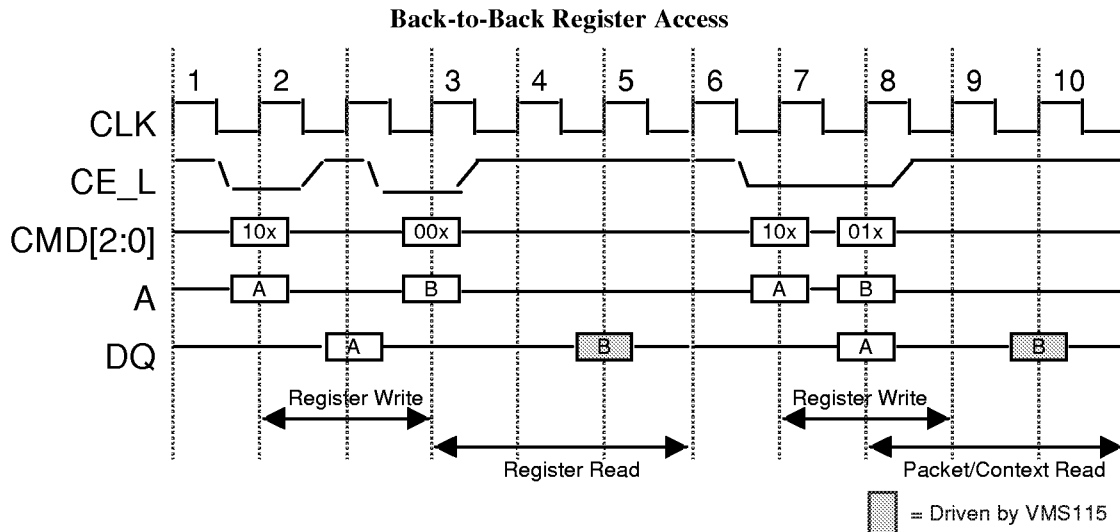 Back-to-Back Register Access
1 2 3 4 5 6 7 8 9 10
CLK
CE_L
CMD[2:0] 10x 00x 10x 01x
A A B A B
DQ A B A B
Register Write Register Write
Register Read Packet/Context Read
= Driven by VMS115